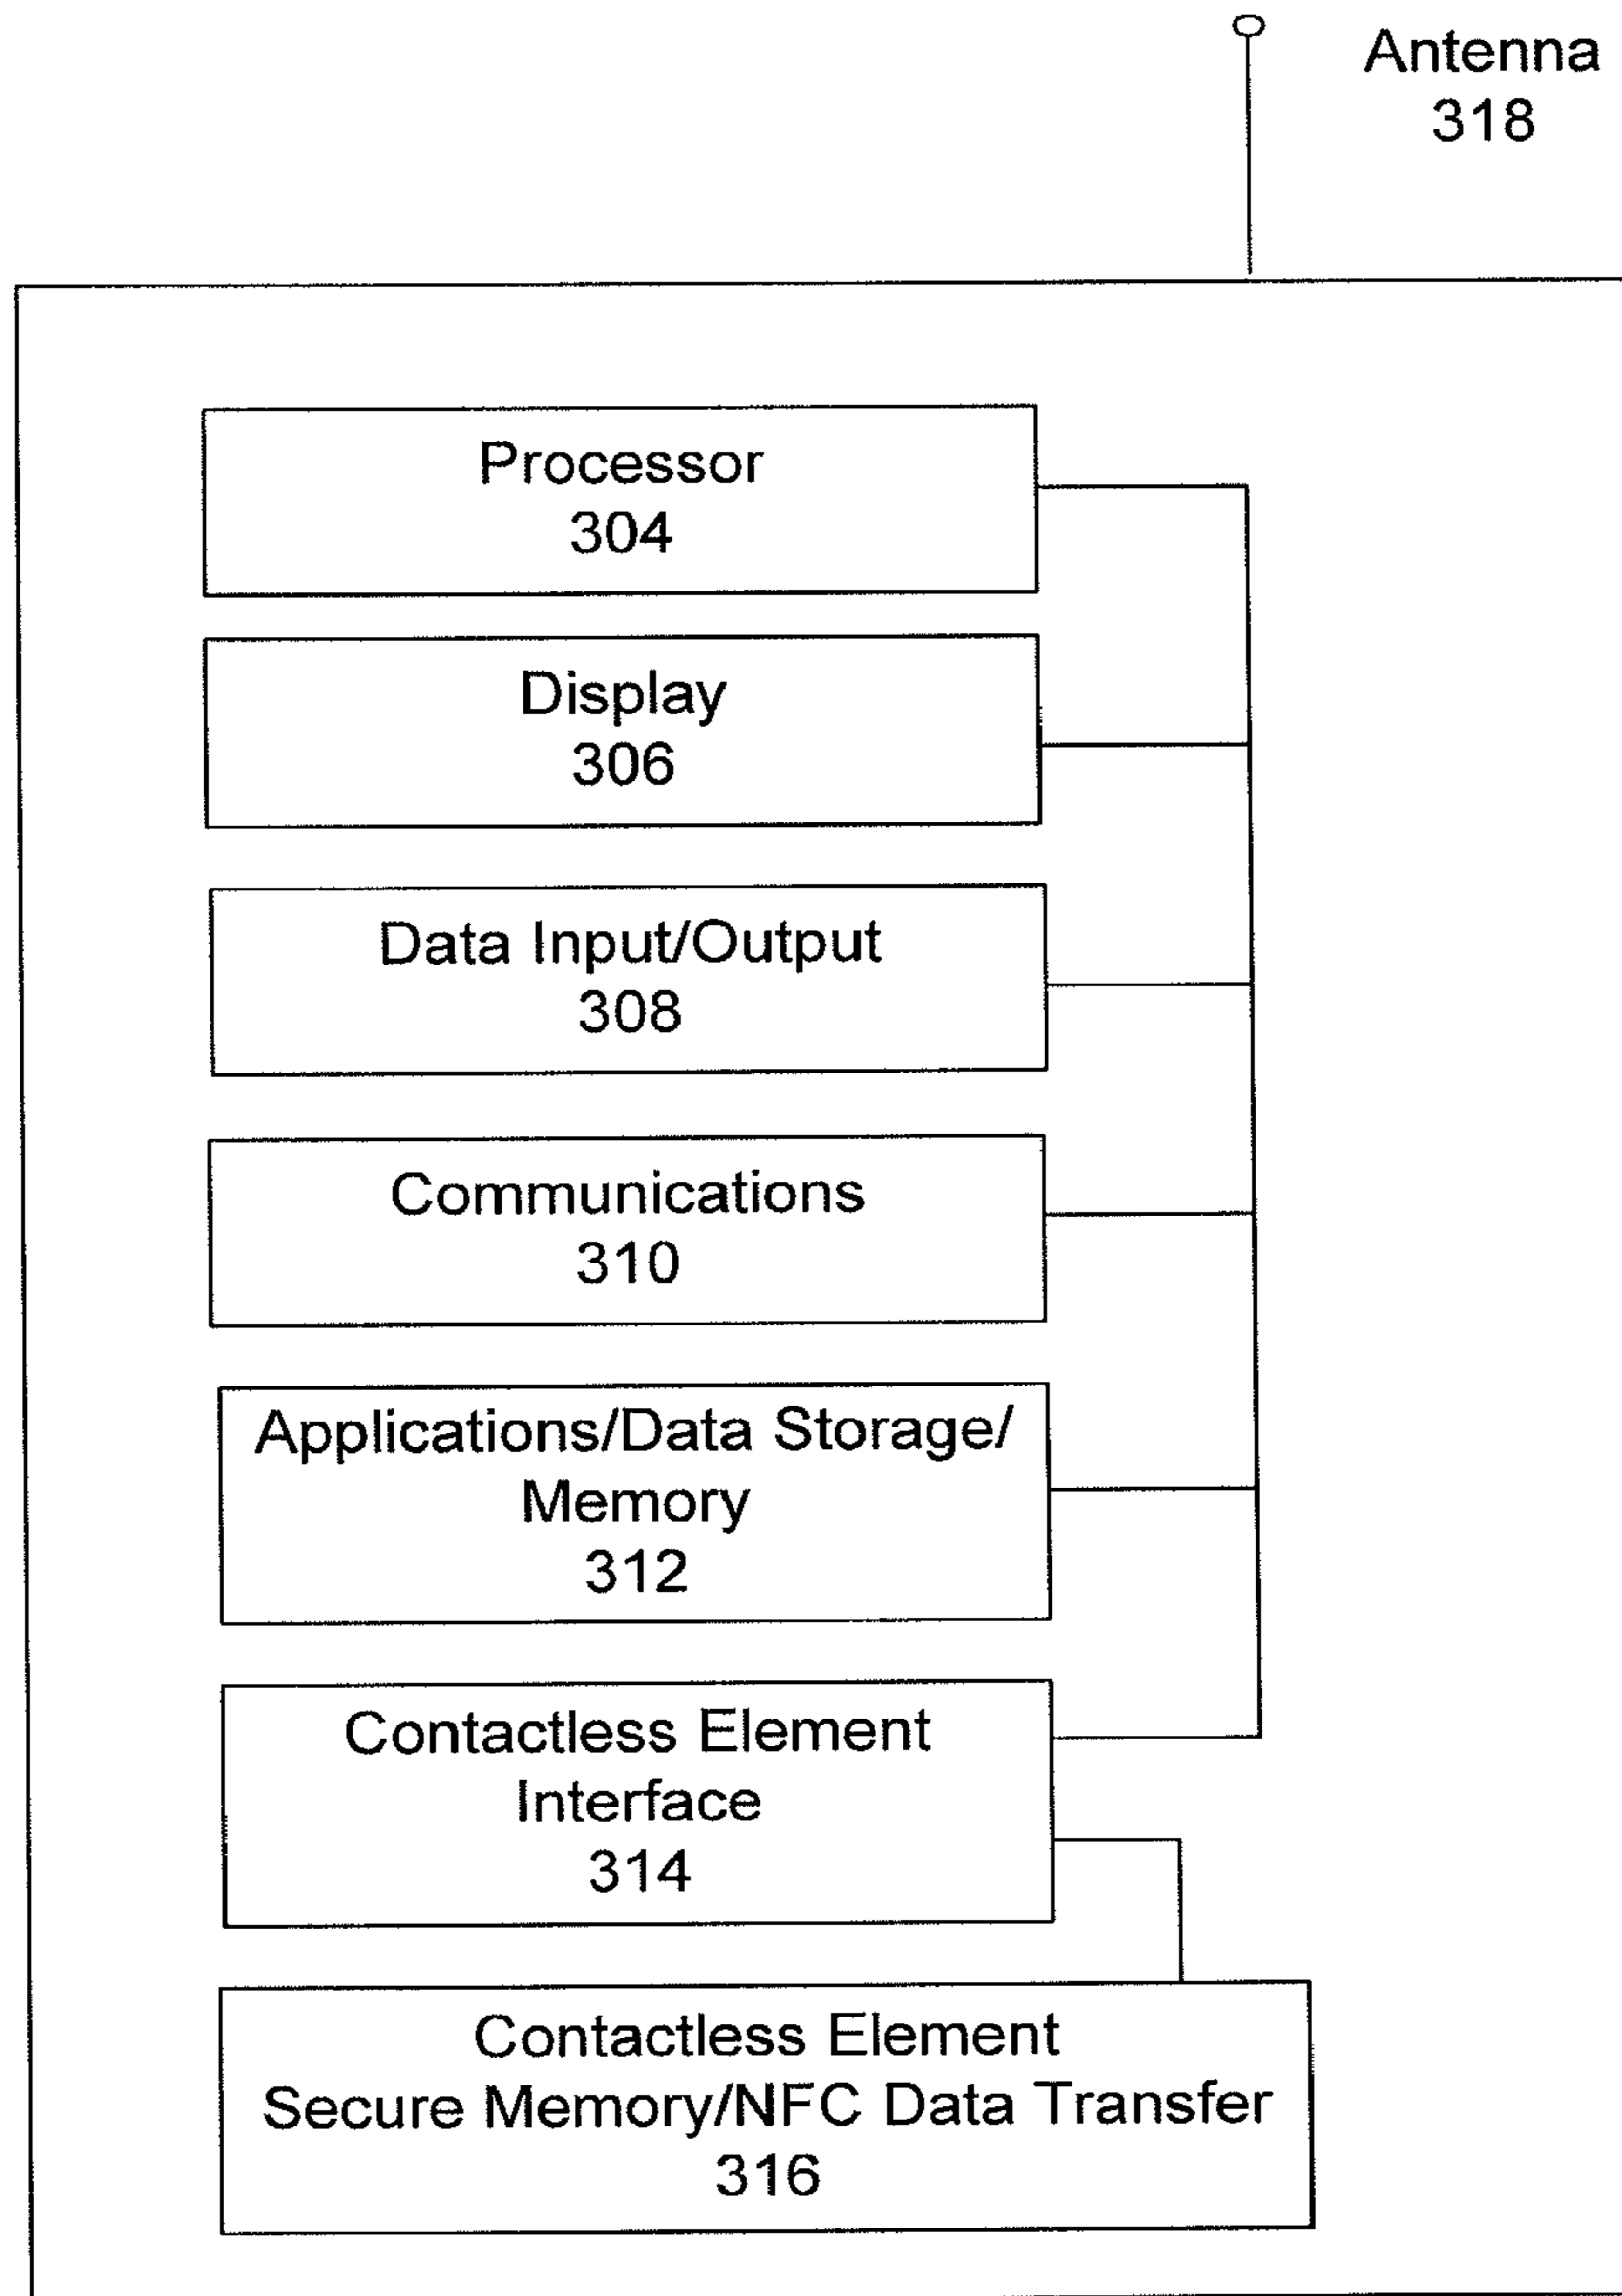 Antenna
318
Processor
304
Display
306
Data Input/Output
308
Communications
310
Applications/Data Storage/
Memory
312
Contactless Element
Interface
314
Contactless Element
Secure Memory/NFC Data Transfer
316